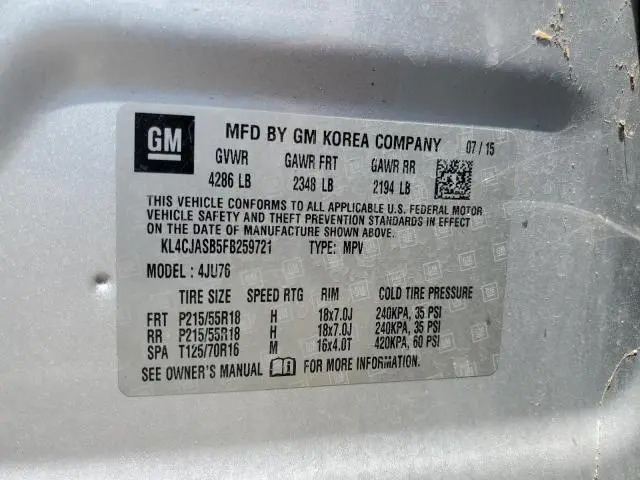 GM
MFD BY GM KOREA COMPANY 07/15
GVWR GAWR FRT GAWR RR
4286 LB 2348 LB 2194 LB
THIS VEHICLE CONFORMS TO ALL APPLICABLE U.S. FEDERAL MOTOR
VEHICLE SAFETY AND THEFT PREVENTION STANDARDS IN EFFECT
ON THE DATE OF MANUFACTURE SHOWN ABOVE.
KL4CJASB5FB259721 TYPE: MPV
MODEL: 4JU76
TIRE SIZE SPEED RTG RIM COLD TIRE PRESSURE
FRT P215/55R18 H 18x7.0J 240KPA, 35 PSI
RR P215/55R18 H 18x7.0J 240KPA, 35 PSI
SPA T125/70R16 M 16x4.0T 420KPA, 60 PSI
SEE OWNER'S MANUAL FOR MORE INFORMATION.